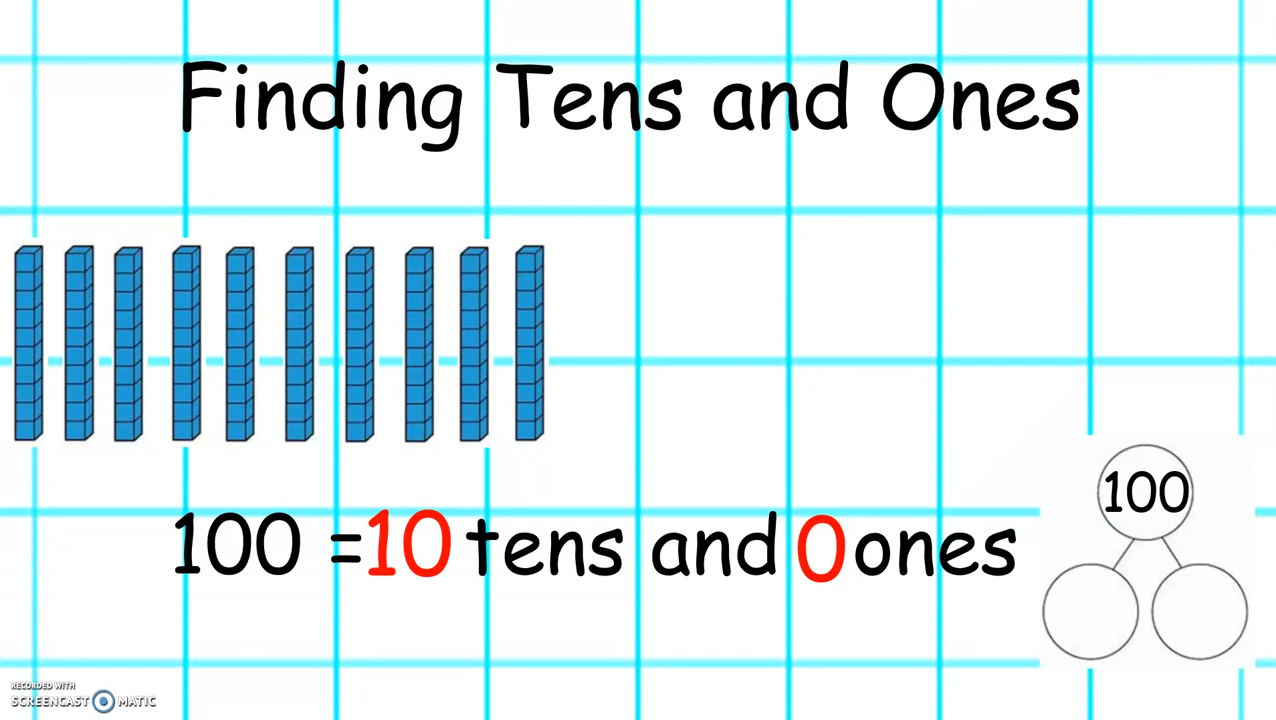 Finding Tens and Ones
100 =10 tens and 0 ones
100
RECORDED WITH
SCREENCAST MATIC